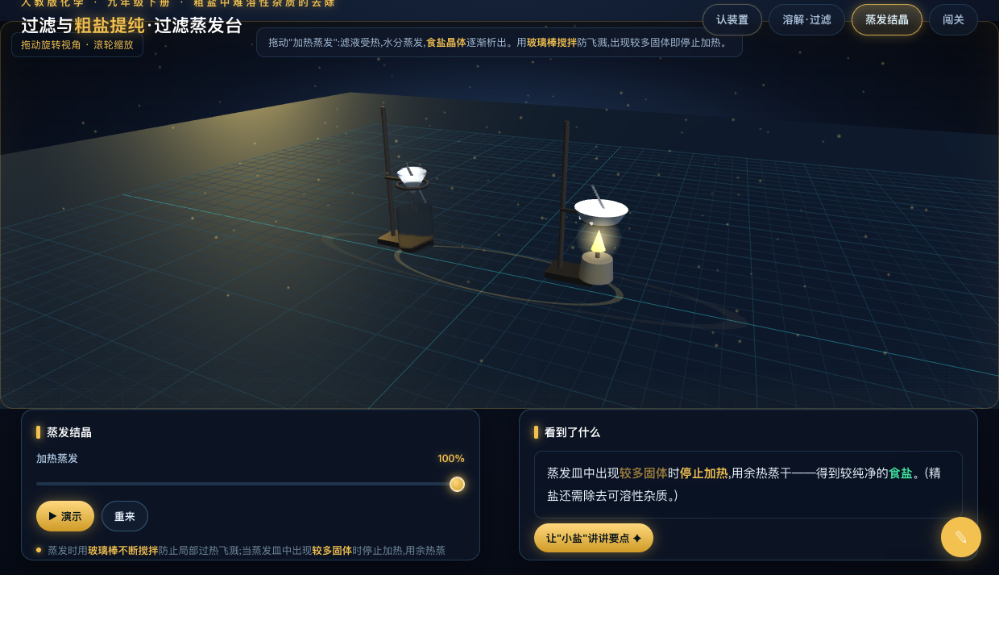 人教版化学 · 九年级下册 · 粗盐中难溶性杂质的去除
过滤与粗盐提纯·过滤蒸发台
认装置
溶解·过滤
蒸发结晶
闯关
拖动旋转视角 · 滚轮缩放
拖动"加热蒸发":滤液受热,水分蒸发,食盐晶体逐渐析出。用玻璃棒搅拌防飞溅,出现较多固体即停止加热。
蒸发结晶
加热蒸发
100%
▶ 演示
重来
蒸发时用玻璃棒不断搅拌防止局部过热飞溅;当蒸发皿中出现较多固体时停止加热,用余热蒸
看到了什么
蒸发皿中出现较多固体时停止加热,用余热蒸干——得到较纯净的食盐。(精
盐还需除去可溶性杂质。)
让"小盐"讲讲要点 ✦